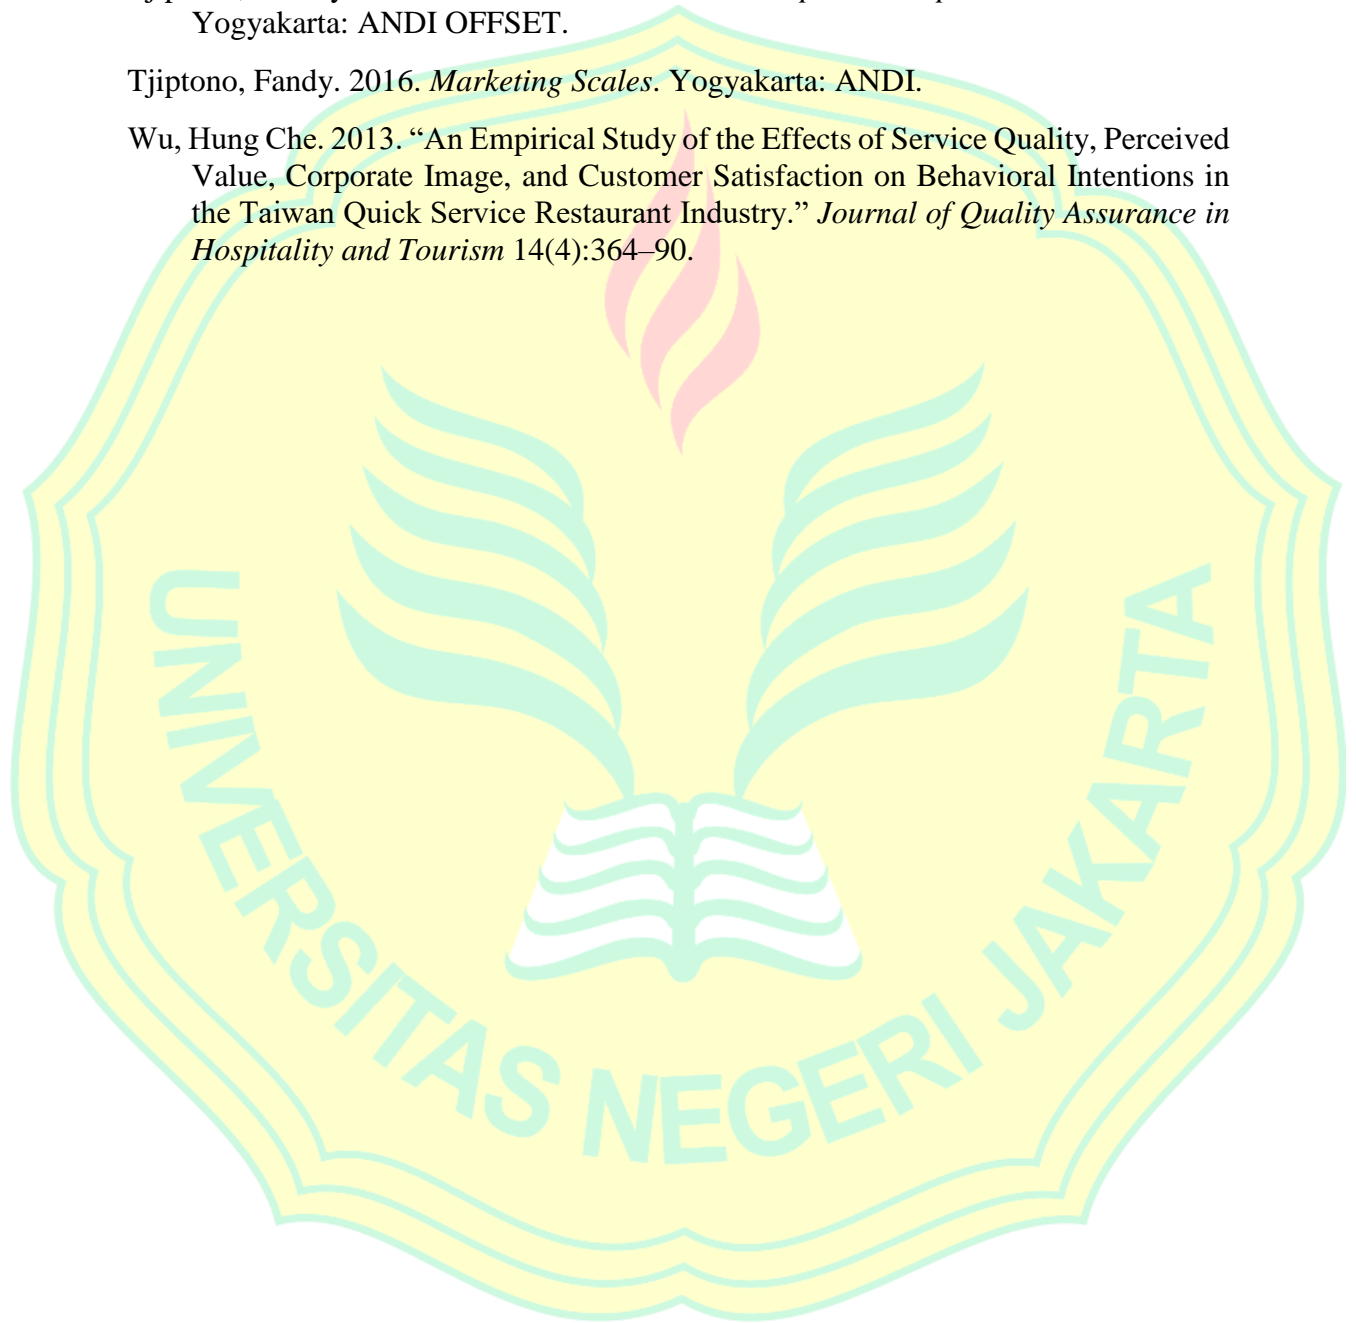 Yogyakarta: ANDI OFFSET.
Tjiptono, Fandy. 2016. Marketing Scales. Yogyakarta: ANDI.
Wu, Hung Che. 2013. “An Empirical Study of the Effects of Service Quality, Perceived
Value, Corporate Image, and Customer Satisfaction on Behavioral Intentions in
the Taiwan Quick Service Restaurant Industry.” Journal of Quality Assurance in
Hospitality and Tourism 14(4):364–90.
UNIVERSITAS NEGERI JAKARTA